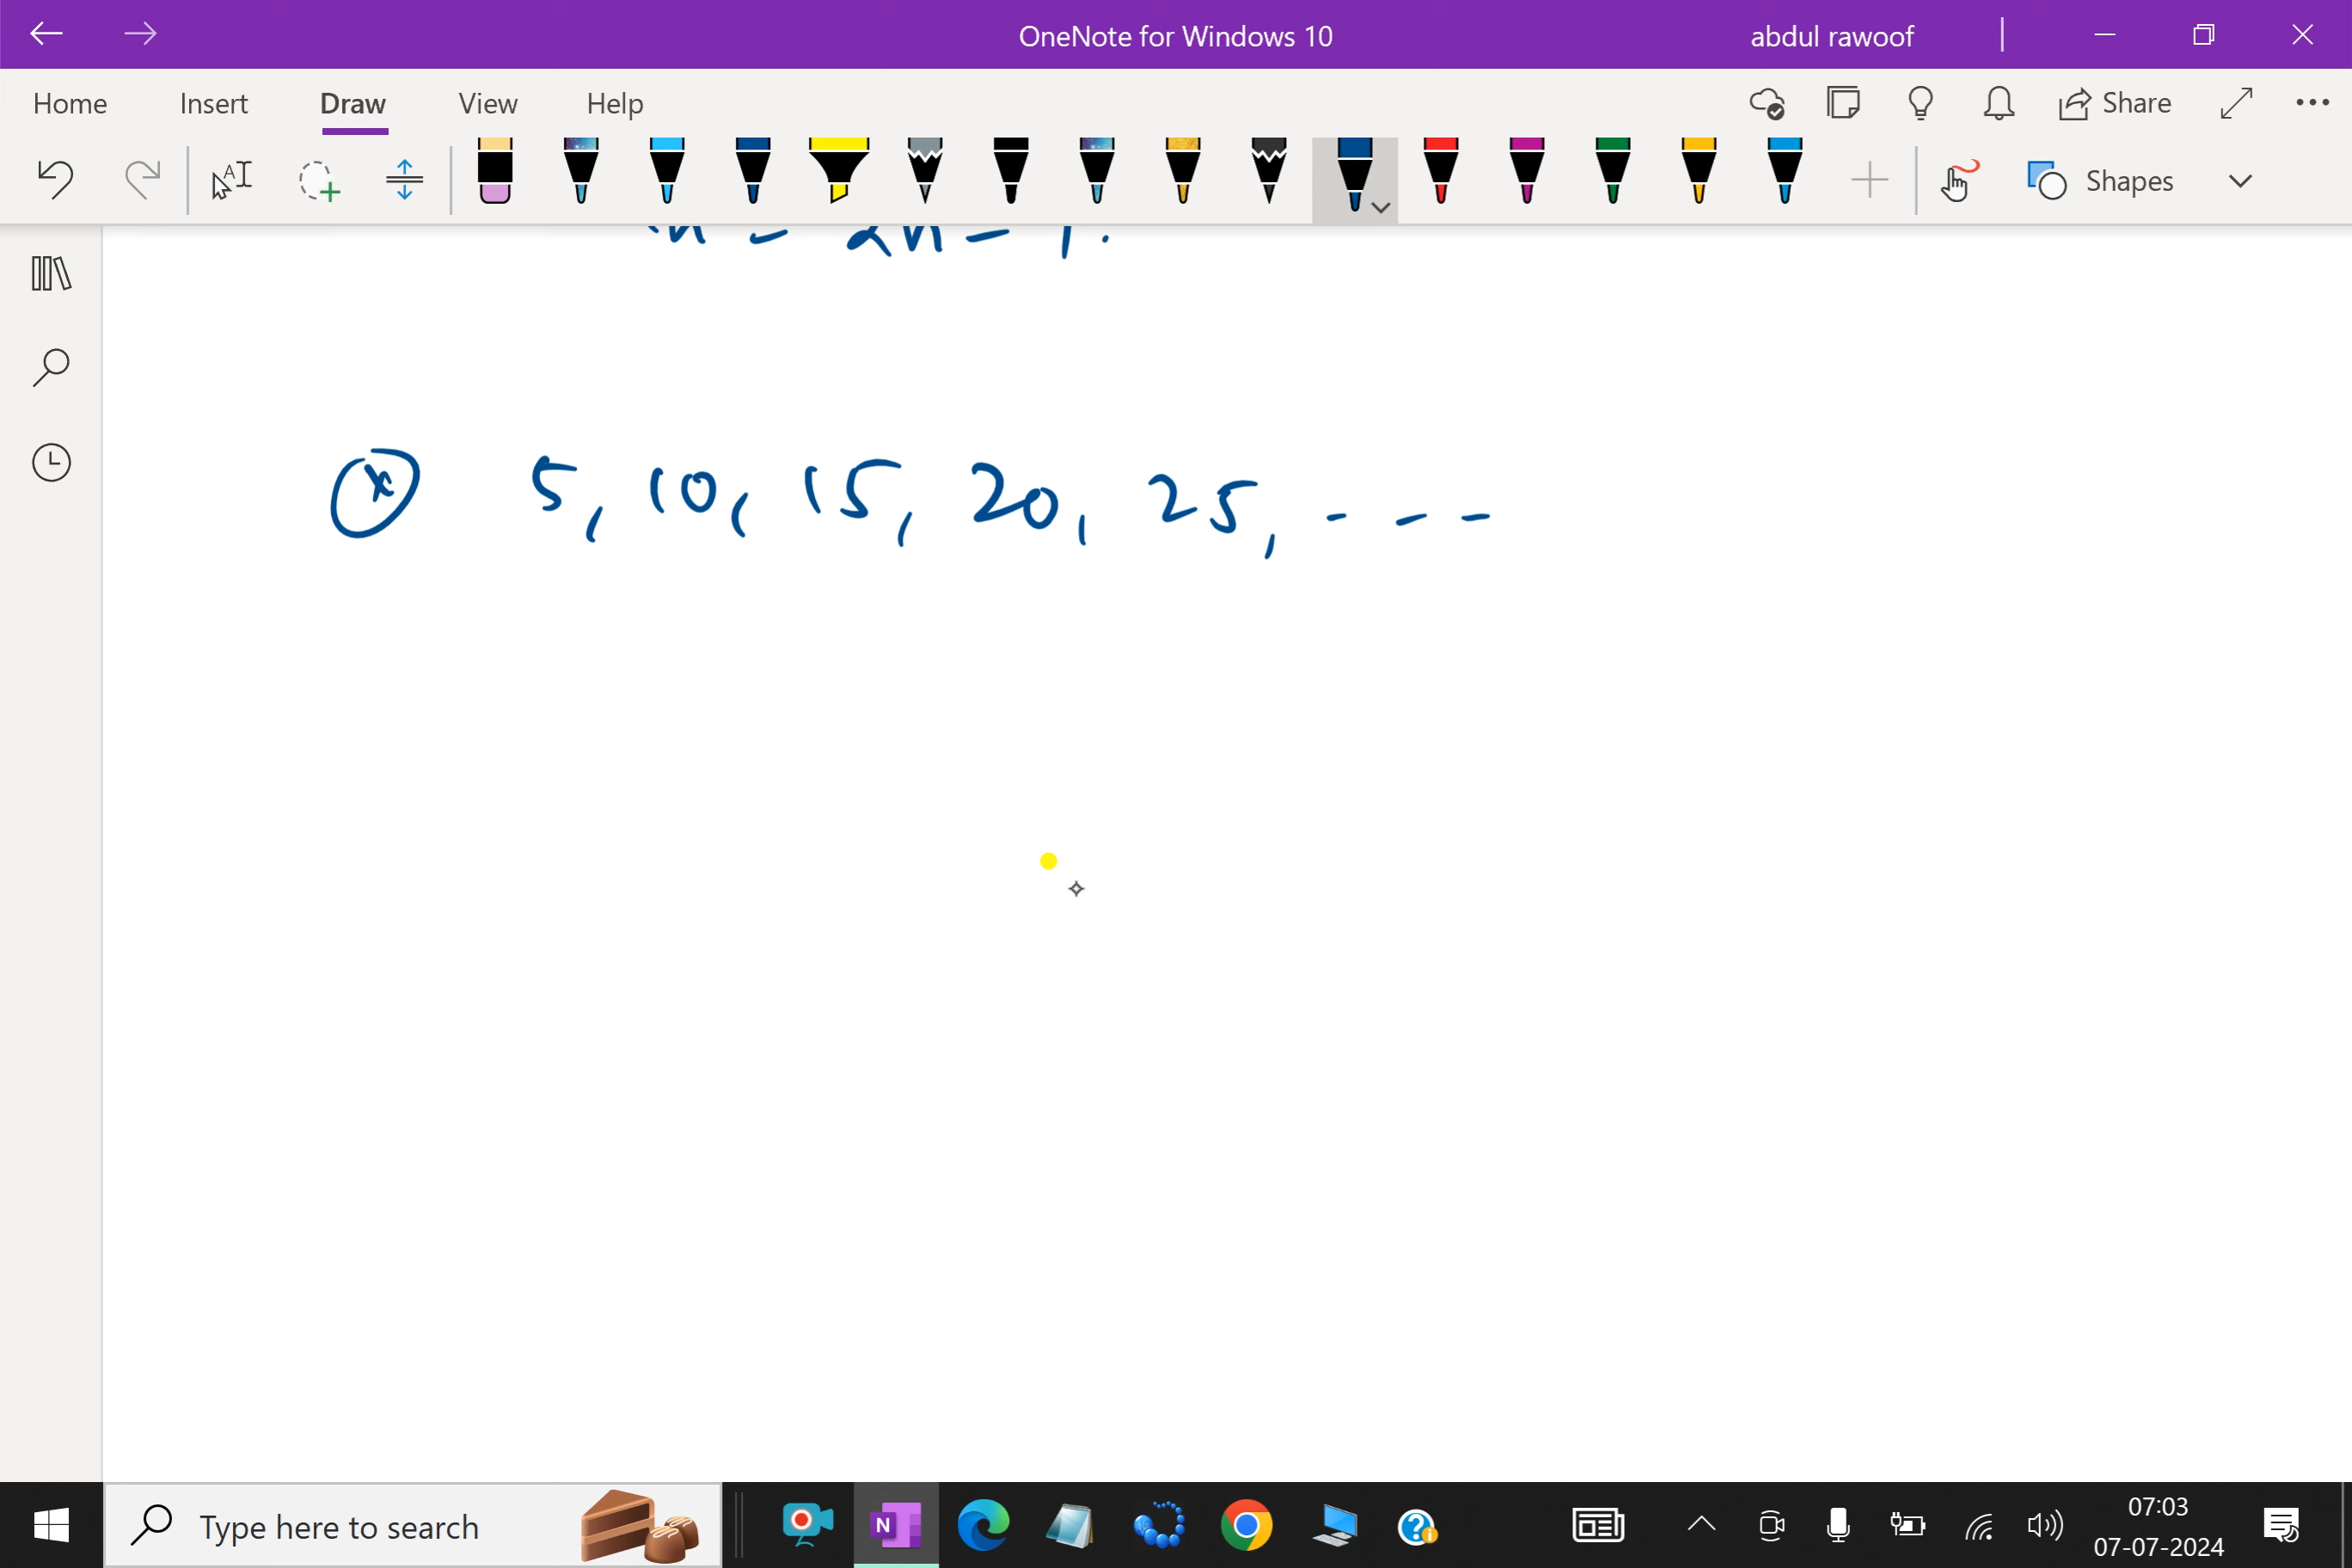 OneNote for Windows 10 abdul rawoof
Home Insert Draw View Help Share
Shapes
5, 10, 15, 20, 25, - - -
Type here to search
07:03
07-07-2024